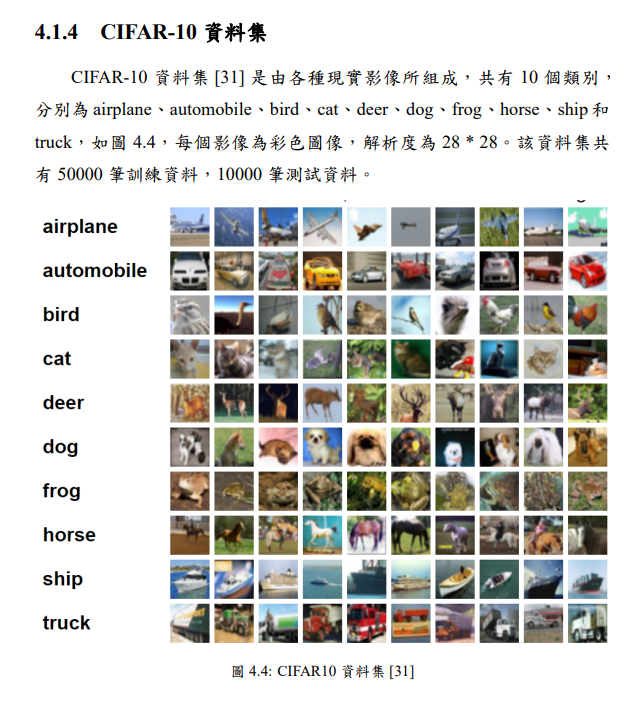 4.1.4 CIFAR-10 資料集
CIFAR-10 資料集 [31] 是由各種現實影像所組成，共有 10 個類別，
分別為 airplane、automobile、bird、cat、deer、dog、frog、horse、ship 和
truck，如圖 4.4，每個影像為彩色圖像，解析度為 28 * 28。該資料集共
有 50000 筆訓練資料，10000 筆測試資料。
airplane
automobile
bird
cat
deer
dog
frog
horse
ship
truck
圖 4.4: CIFAR10 資料集 [31]